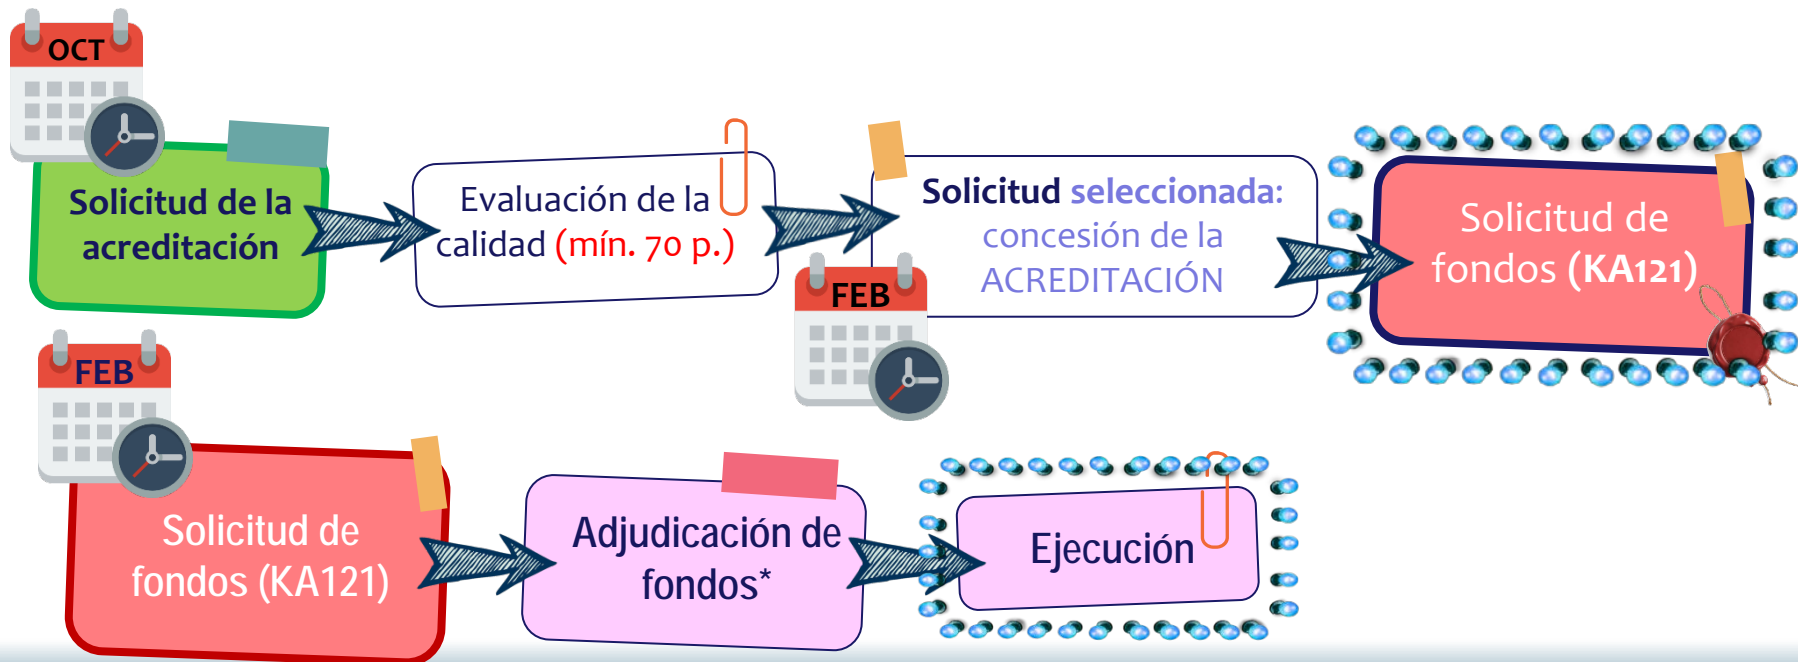 OCT
Solicitud de la
acreditación
Evaluación de la
calidad (mín. 70 p.)
Solicitud seleccionada:
concesión de la
ACREDITACIÓN
FEB
Solicitud de
fondos (KA121)
FEB
Solicitud de
fondos (KA121)
Adjudicación de
fondos*
Ejecución